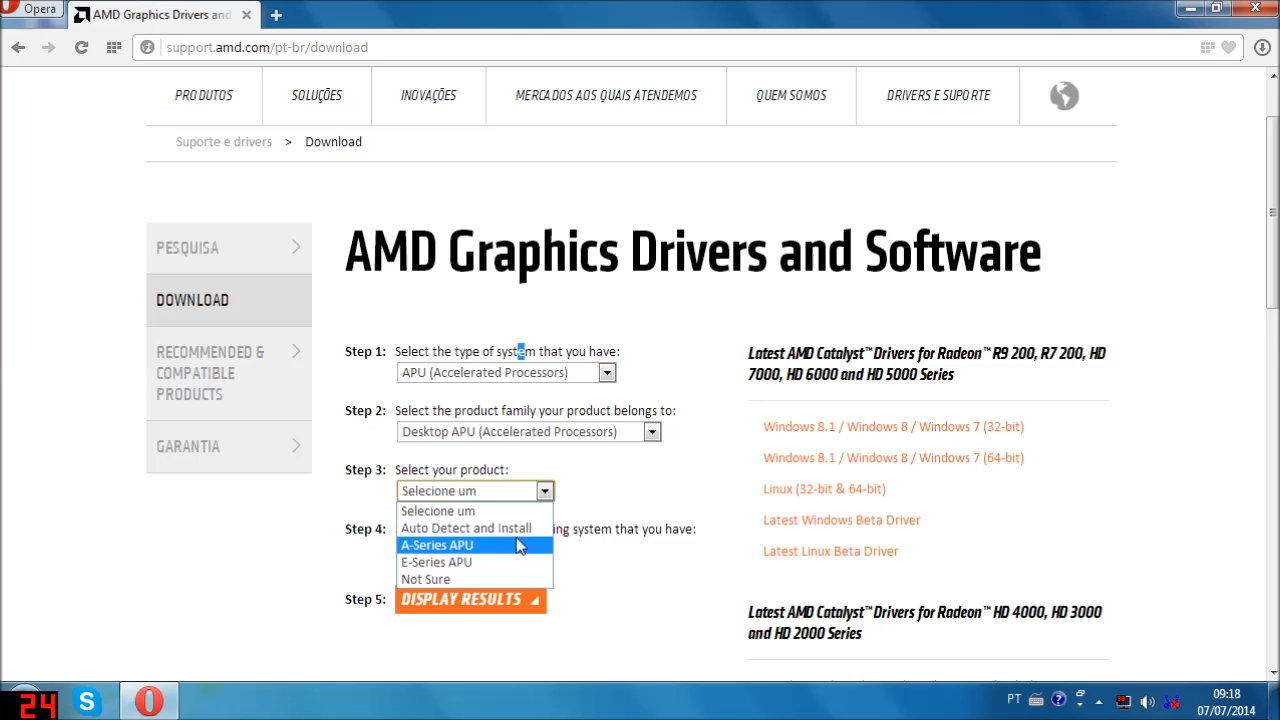 Opera
AMD Graphics Drivers and
support.amd.com/pt-br/download
PRODUTOS
SOLUÇÕES
INOVAÇÕES
MERCADOS AOS QUAIS ATENDEMOS
QUEM SOMOS
DRIVERS E SUPORTE
Suporte e drivers > Download
PESQUISA
DOWNLOAD
RECOMMENDED &
COMPATIBLE
PRODUCTS
GARANTIA
AMD Graphics Drivers and Software
Step 1: Select the type of system that you have:
APU (Accelerated Processors)
Step 2: Select the product family your product belongs to:
Desktop APU (Accelerated Processors)
Step 3: Select your product:
Selecione um
Selecione um
Auto Detect and Install
A-Series APU
E-Series APU
Not Sure
Step 4: ing system that you have:
Step 5: DISPLAY RESULTS
Latest AMD Catalyst™ Drivers for Radeon™ R9 200, R7 200, HD
7000, HD 6000 and HD 5000 Series
Windows 8.1 / Windows 8 / Windows 7 (32-bit)
Windows 8.1 / Windows 8 / Windows 7 (64-bit)
Linux (32-bit & 64-bit)
Latest Windows Beta Driver
Latest Linux Beta Driver
Latest AMD Catalyst™ Drivers for Radeon™ HD 4000, HD 3000
and HD 2000 Series
24
PT
09:18
07/07/2014